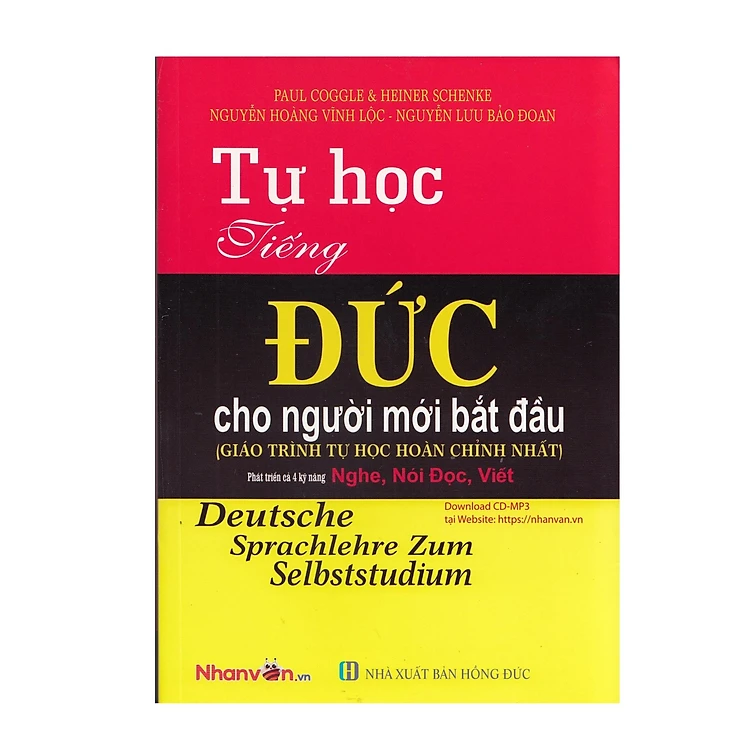 PAUL COGGLE & HEINER SCHENKE
NGUYỄN HOÀNG VĨNH LỘC - NGUYỄN LƯU BẢO ĐOAN
Tự học
Tiếng
ĐỨC
cho người mới bắt đầu
(GIÁO TRÌNH TỰ HỌC HOÀN CHỈNH NHẤT)
Phát triển cả 4 kỹ năng Nghe, Nói Đọc, Viết
Download CD-MP3
tại Website: https://nhanvan.vn
Deutsche
Sprachlehre Zum
Selbststudium
Nhanvăn.vn
NHÀ XUẤT BẢN HỒNG ĐỨC